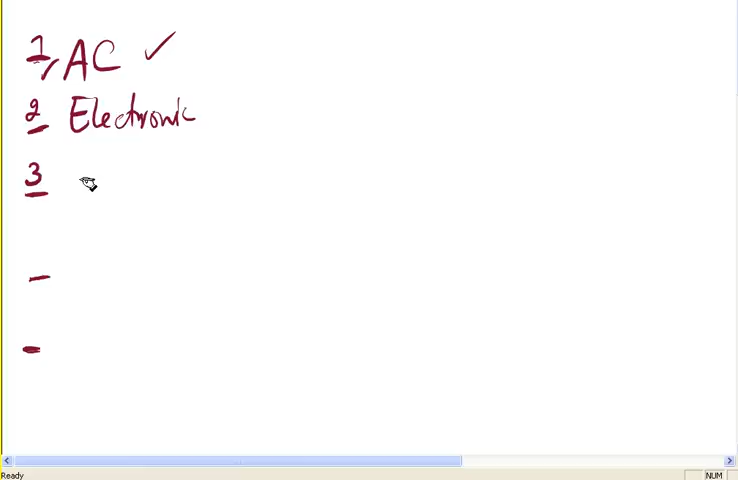 1, AC ✓
2 Electronic
3
-
-
Ready NUM